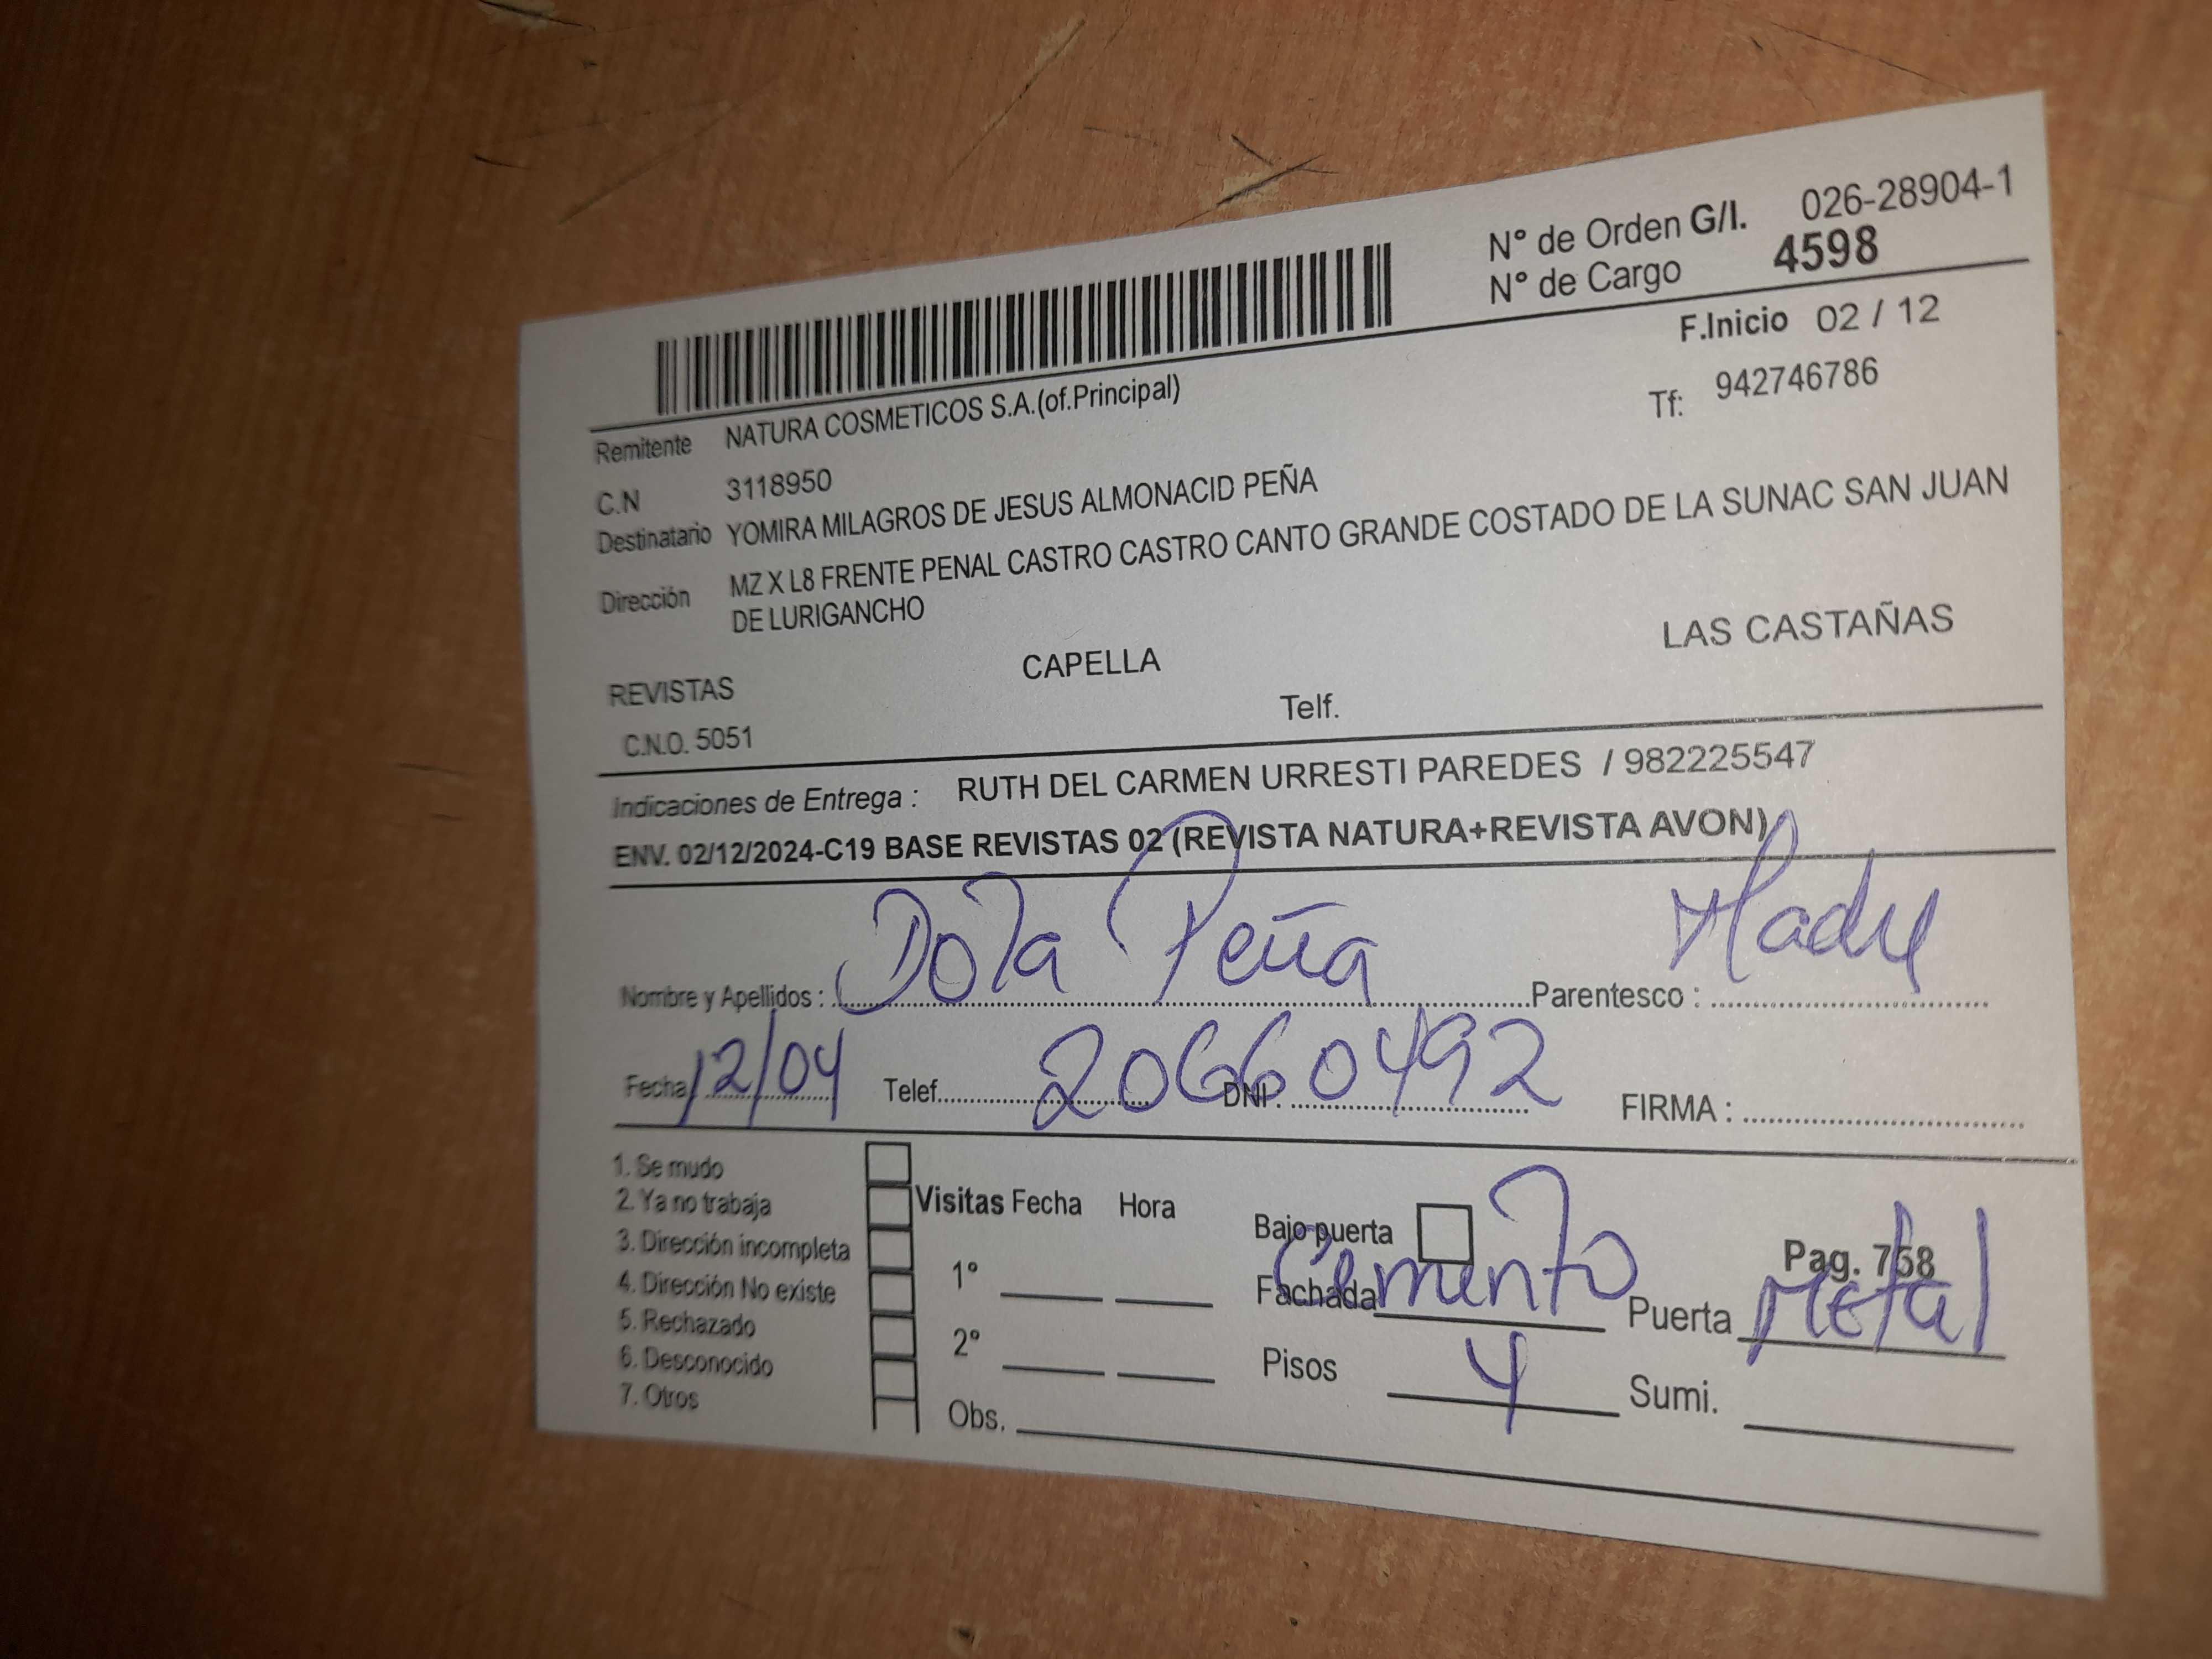 N° de Orden G/I. 026-28904-1
N° de Cargo 4598
F.Inicio 02 / 12
Remitente NATURA COSMETICOS S.A.(of.Principal) Tf: 942746786
C.N 3118950
Destinatario YOMIRA MILAGROS DE JESUS ALMONACID PEÑA
Dirección MZ X L8 FRENTE PENAL CASTRO CASTRO CANTO GRANDE COSTADO DE LA SUNAC SAN JUAN
DE LURIGANCHO
REVISTAS CAPELLA LAS CASTAÑAS
C.N.O. 5051 Telf.
Indicaciones de Entrega : RUTH DEL CARMEN URRESTI PAREDES / 982225547
ENV. 02/12/2024-C19 BASE REVISTAS 02 (REVISTA NATURA+REVISTA AVON)
Nombre y Apellidos : Dora Peña Parentesco : Madre
Fecha 12/04 Telef. DNI : 20660492 FIRMA :
1. Se mudo
2. Ya no trabaja Visitas Fecha Hora Bajo puerta
3. Dirección incompleta 1° Pag. 758
4. Dirección No existe Fachada Cemento Puerta Metal
5. Rechazado 2°
6. Desconocido Pisos 4 Sumi.
7. Otros Obs.